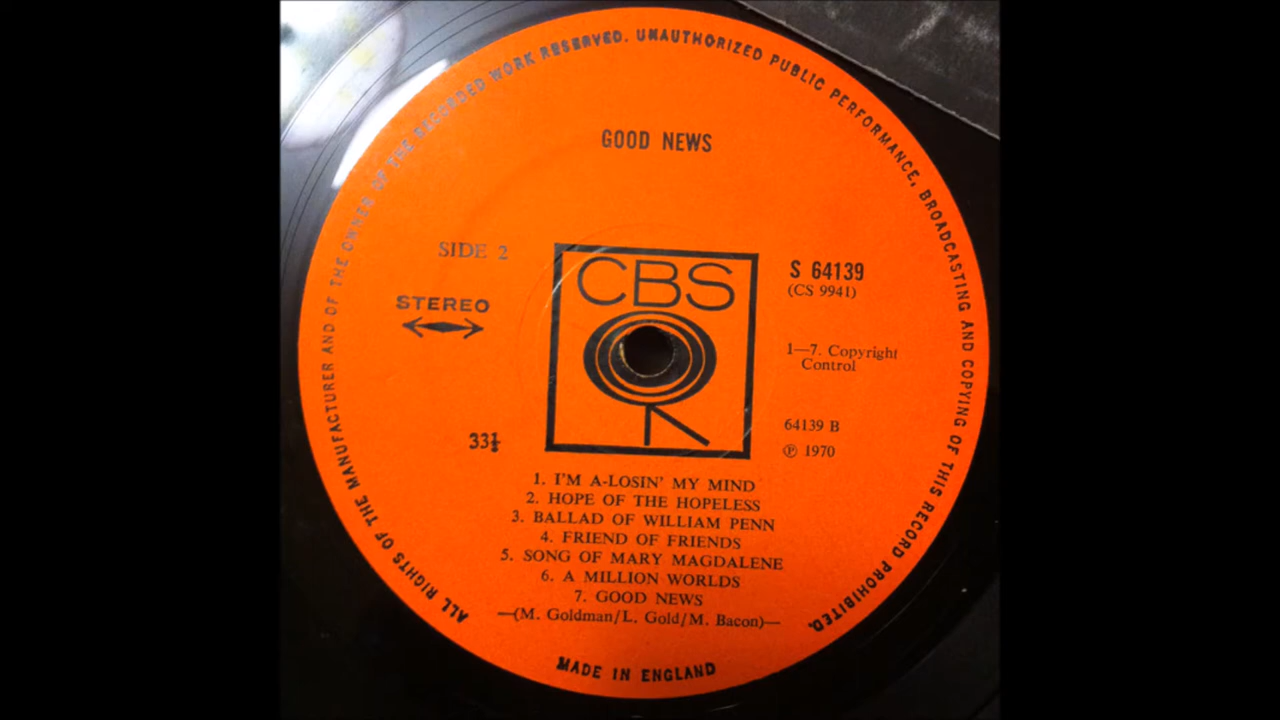 ALL RIGHTS OF THE MANUFACTURER AND OF THE OWNER OF THE RECORDED WORK RESERVED. UNAUTHORIZED PUBLIC PERFORMANCE, BROADCASTING AND COPYING OF THIS RECORD PROHIBITED.
GOOD NEWS
SIDE 2
STEREO
CBS
S 64139
(CS 9941)
1—7. Copyright
Control
33⅓
64139 B
℗ 1970
1. I'M A-LOSIN' MY MIND
2. HOPE OF THE HOPELESS
3. BALLAD OF WILLIAM PENN
4. FRIEND OF FRIENDS
5. SONG OF MARY MAGDALENE
6. A MILLION WORLDS
7. GOOD NEWS
—(M. Goldman/L. Gold/M. Bacon)—
MADE IN ENGLAND